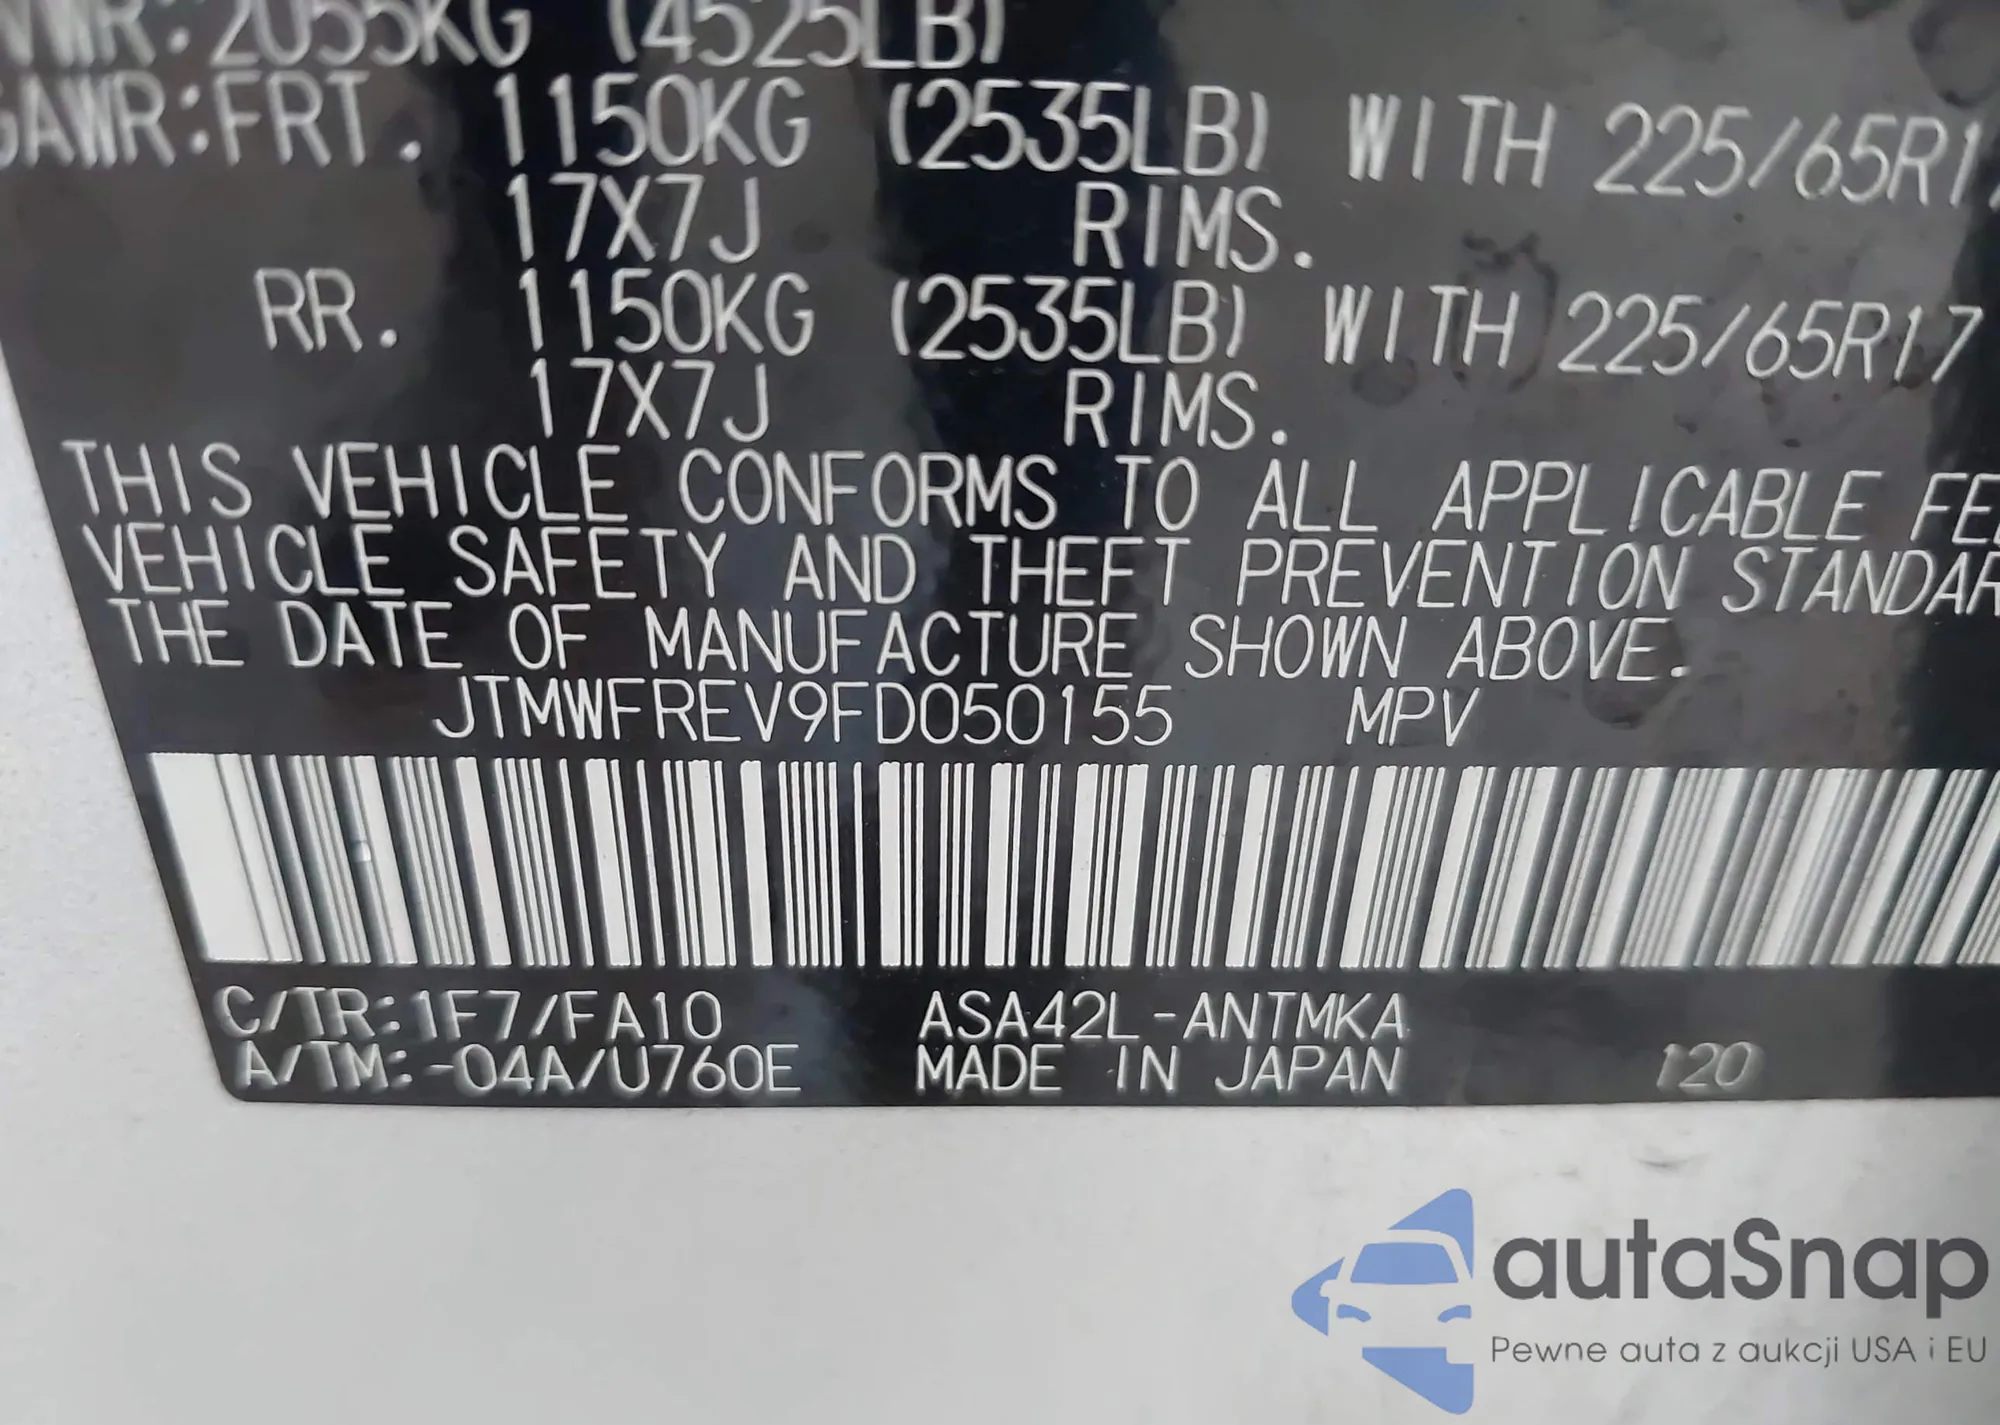 VWR:2055KG (4525LB)
GAWR:FRT. 1150KG (2535LB) WITH 225/65R17
17X7J RIMS.
RR. 1150KG (2535LB) WITH 225/65R17
17X7J RIMS.
THIS VEHICLE CONFORMS TO ALL APPLICABLE FE
VEHICLE SAFETY AND THEFT PREVENTION STANDAR
THE DATE OF MANUFACTURE SHOWN ABOVE.
JTMWFREV9FD050155 MPV
C/TR:1F7/FA10 ASA42L-ANTMKA
A/TM:-04A/U760E MADE IN JAPAN 120
autaSnap
Pewne auta z aukcji USA i EU